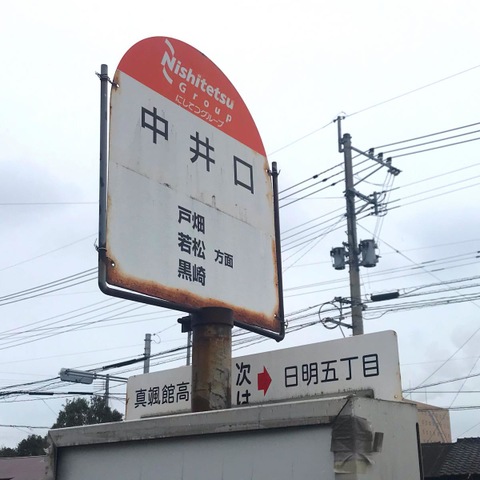 Nishitetsu
Group
にしてつグループ
中井口
戸畑
若松 方面
黒崎
真颯館高
次は
日明五丁目